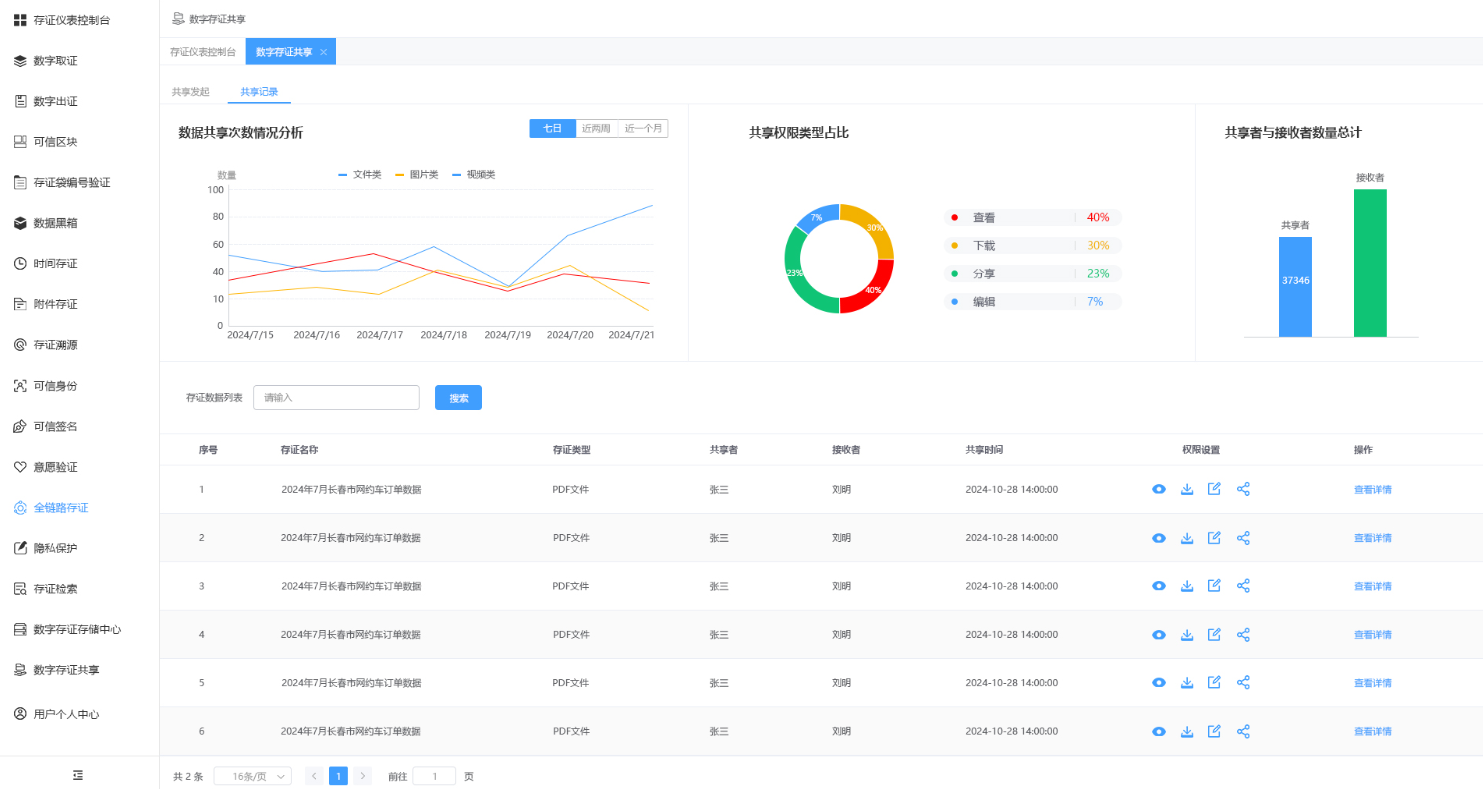 存证仪表控制台
数字取证
数字出证
可信区块
存证袋编号验证
数据黑箱
时间存证
附件存证
存证溯源
可信身份
可信签名
意愿验证
全链路存证
隐私保护
存证检索
数字存证存储中心
数字存证共享
用户个人中心
数字存证共享
存证仪表控制台 数字存证共享
共享发起 共享记录
数据共享次数情况分析
七日 近两周 近一个月
数量
文件类 图片类 视频类
100
80
60
40
10
0
2024/7/15 2024/7/16 2024/7/17 2024/7/18 2024/7/19 2024/7/20 2024/7/21
共享权限类型占比
7%
30%
23%
40%
查看 40%
下载 30%
分享 23%
编辑 7%
共享者与接收者数量总计
接收者
共享者
37346
存证数据列表 请输入 搜索
序号 存证名称 存证类型 共享者 接收者 共享时间 权限设置 操作
1 2024年7月长春市网约车订单数据 PDF文件 张三 刘明 2024-10-28 14:00:00 查看详情
2 2024年7月长春市网约车订单数据 PDF文件 张三 刘明 2024-10-28 14:00:00 查看详情
3 2024年7月长春市网约车订单数据 PDF文件 张三 刘明 2024-10-28 14:00:00 查看详情
4 2024年7月长春市网约车订单数据 PDF文件 张三 刘明 2024-10-28 14:00:00 查看详情
5 2024年7月长春市网约车订单数据 PDF文件 张三 刘明 2024-10-28 14:00:00 查看详情
6 2024年7月长春市网约车订单数据 PDF文件 张三 刘明 2024-10-28 14:00:00 查看详情
共 2 条 16条/页 1 前往 1 页